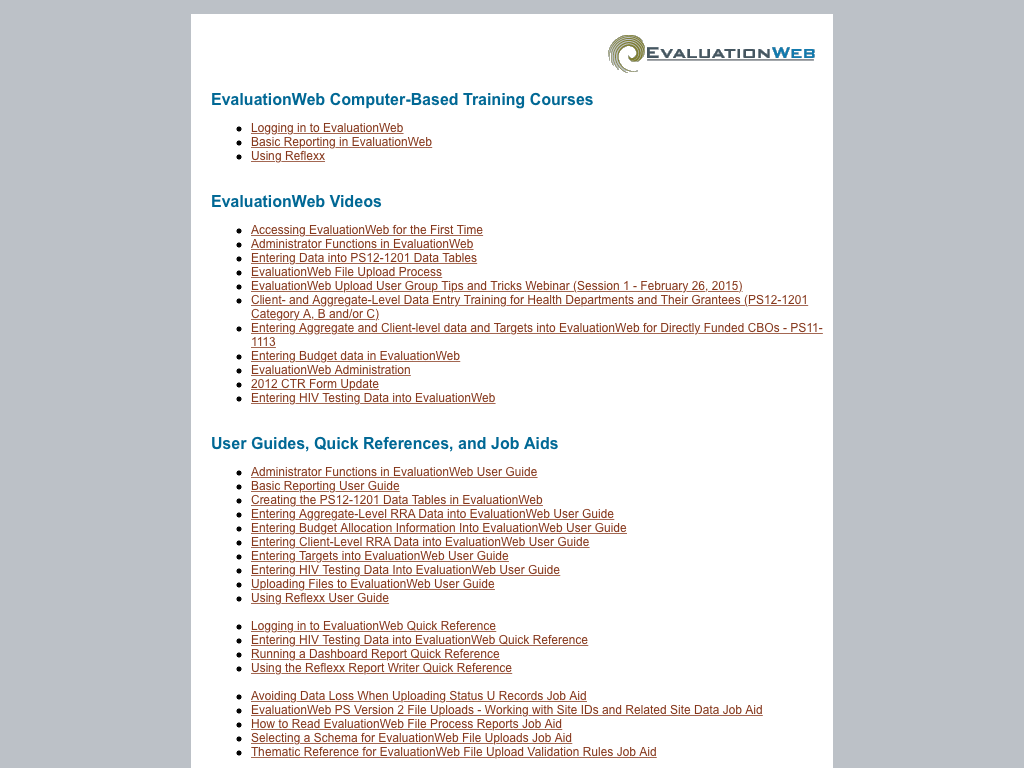 EVALUATIONWEB
EvaluationWeb Computer-Based Training Courses
Logging in to EvaluationWeb
Basic Reporting in EvaluationWeb
Using Reflexx
EvaluationWeb Videos
Accessing EvaluationWeb for the First Time
Administrator Functions in EvaluationWeb
Entering Data into PS12-1201 Data Tables
EvaluationWeb File Upload Process
EvaluationWeb Upload User Group Tips and Tricks Webinar (Session 1 - February 26, 2015)
Client- and Aggregate-Level Data Entry Training for Health Departments and Their Grantees (PS12-1201
Category A, B and/or C)
Entering Aggregate and Client-level data and Targets into EvaluationWeb for Directly Funded CBOs - PS11-
1113
Entering Budget data in EvaluationWeb
EvaluationWeb Administration
2012 CTR Form Update
Entering HIV Testing Data into EvaluationWeb
User Guides, Quick References, and Job Aids
Administrator Functions in EvaluationWeb User Guide
Basic Reporting User Guide
Creating the PS12-1201 Data Tables in EvaluationWeb
Entering Aggregate-Level RRA Data into EvaluationWeb User Guide
Entering Budget Allocation Information Into EvaluationWeb User Guide
Entering Client-Level RRA Data into EvaluationWeb User Guide
Entering Targets into EvaluationWeb User Guide
Entering HIV Testing Data Into EvaluationWeb User Guide
Uploading Files to EvaluationWeb User Guide
Using Reflexx User Guide
Logging in to EvaluationWeb Quick Reference
Entering HIV Testing Data into EvaluationWeb Quick Reference
Running a Dashboard Report Quick Reference
Using the Reflexx Report Writer Quick Reference
Avoiding Data Loss When Uploading Status U Records Job Aid
EvaluationWeb PS Version 2 File Uploads - Working with Site IDs and Related Site Data Job Aid
How to Read EvaluationWeb File Process Reports Job Aid
Selecting a Schema for EvaluationWeb File Uploads Job Aid
Thematic Reference for EvaluationWeb File Upload Validation Rules Job Aid